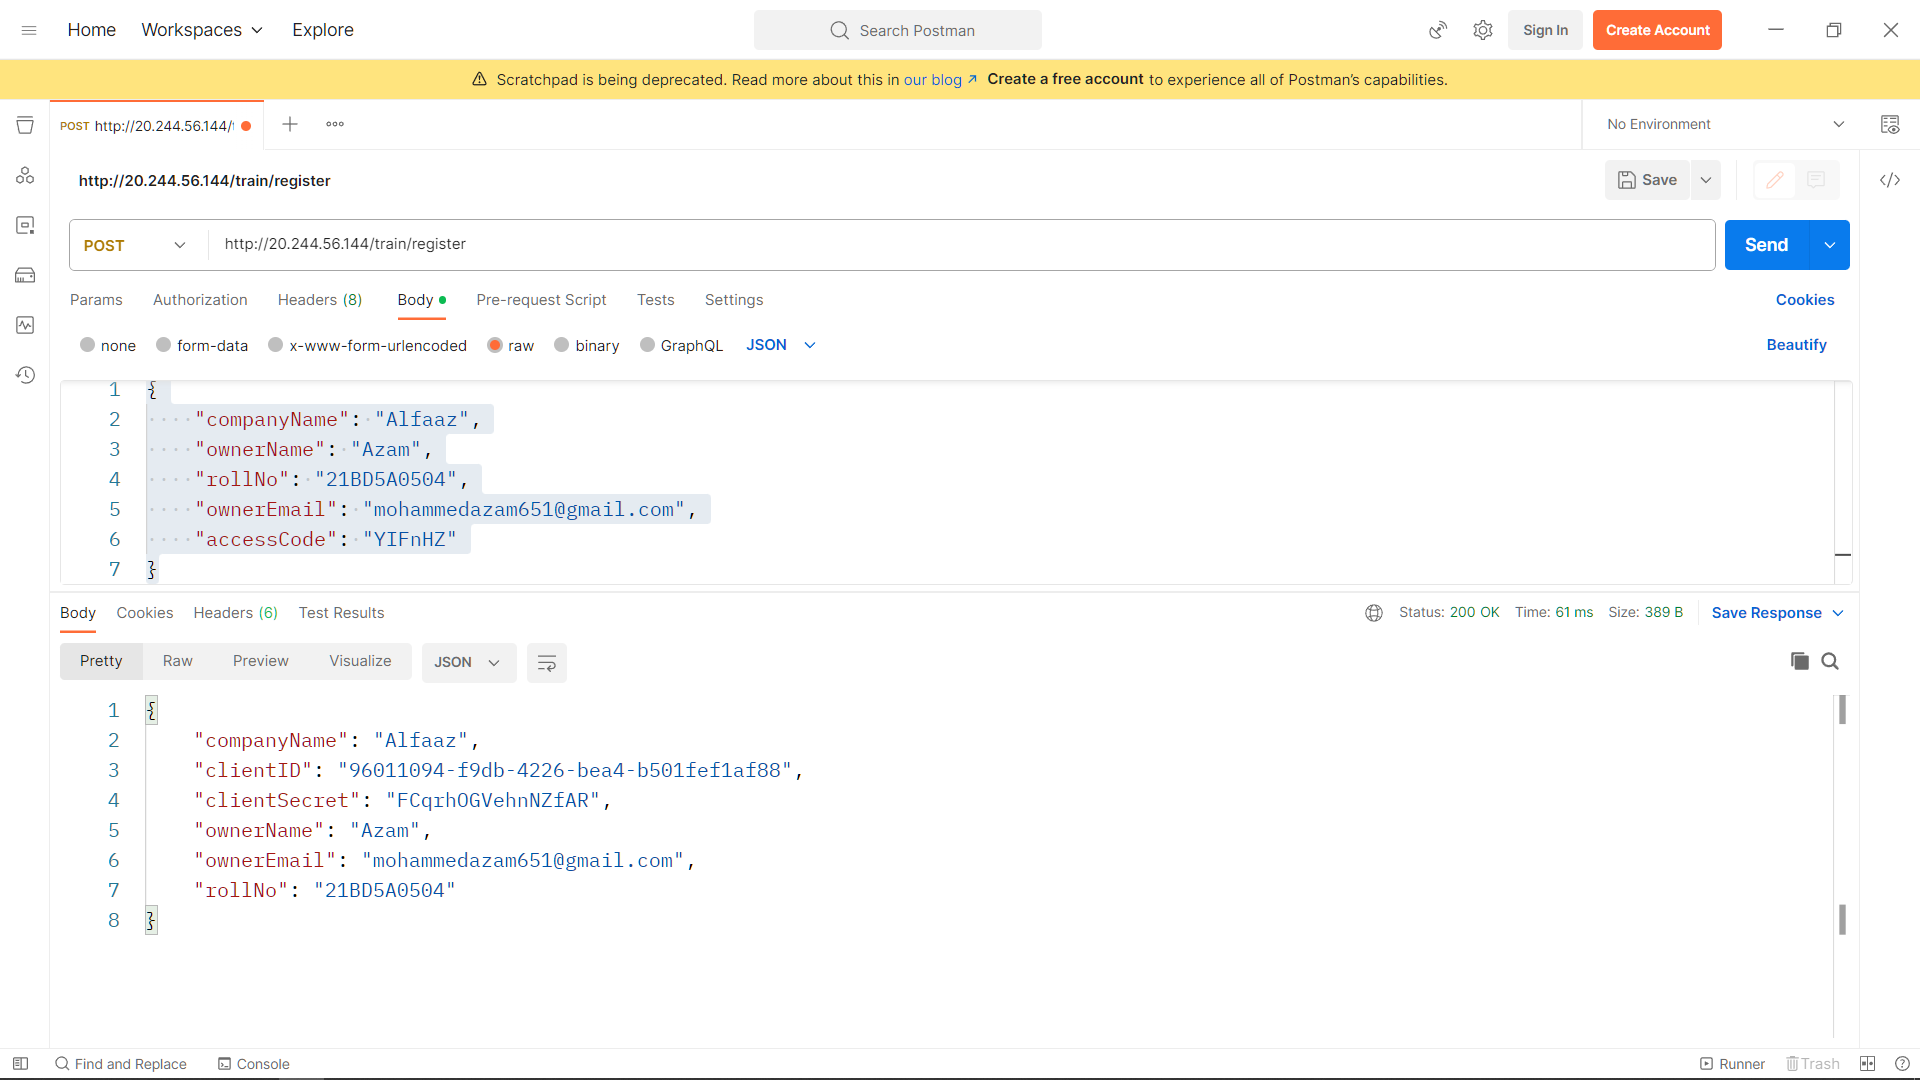 Home Workspaces Explore Search Postman Sign In Create Account
Scratchpad is being deprecated. Read more about this in our blog ↗ Create a free account to experience all of Postman’s capabilities.
POST http://20.244.56.144/t No Environment
http://20.244.56.144/train/register Save
POST http://20.244.56.144/train/register Send
Params Authorization Headers (8) Body Pre-request Script Tests Settings Cookies
none form-data x-www-form-urlencoded raw binary GraphQL JSON Beautify
1 {
2 "companyName": "Alfaaz",
3 "ownerName": "Azam",
4 "rollNo": "21BD5A0504",
5 "ownerEmail": "mohammedazam651@gmail.com",
6 "accessCode": "YIFnHZ"
7 }
Body Cookies Headers (6) Test Results Status: 200 OK Time: 61 ms Size: 389 B Save Response
Pretty Raw Preview Visualize JSON
1 {
2 "companyName": "Alfaaz",
3 "clientID": "96011094-f9db-4226-bea4-b501fef1af88",
4 "clientSecret": "FCqrhOGVehnNZfAR",
5 "ownerName": "Azam",
6 "ownerEmail": "mohammedazam651@gmail.com",
7 "rollNo": "21BD5A0504"
8 }
Find and Replace Console Runner Trash